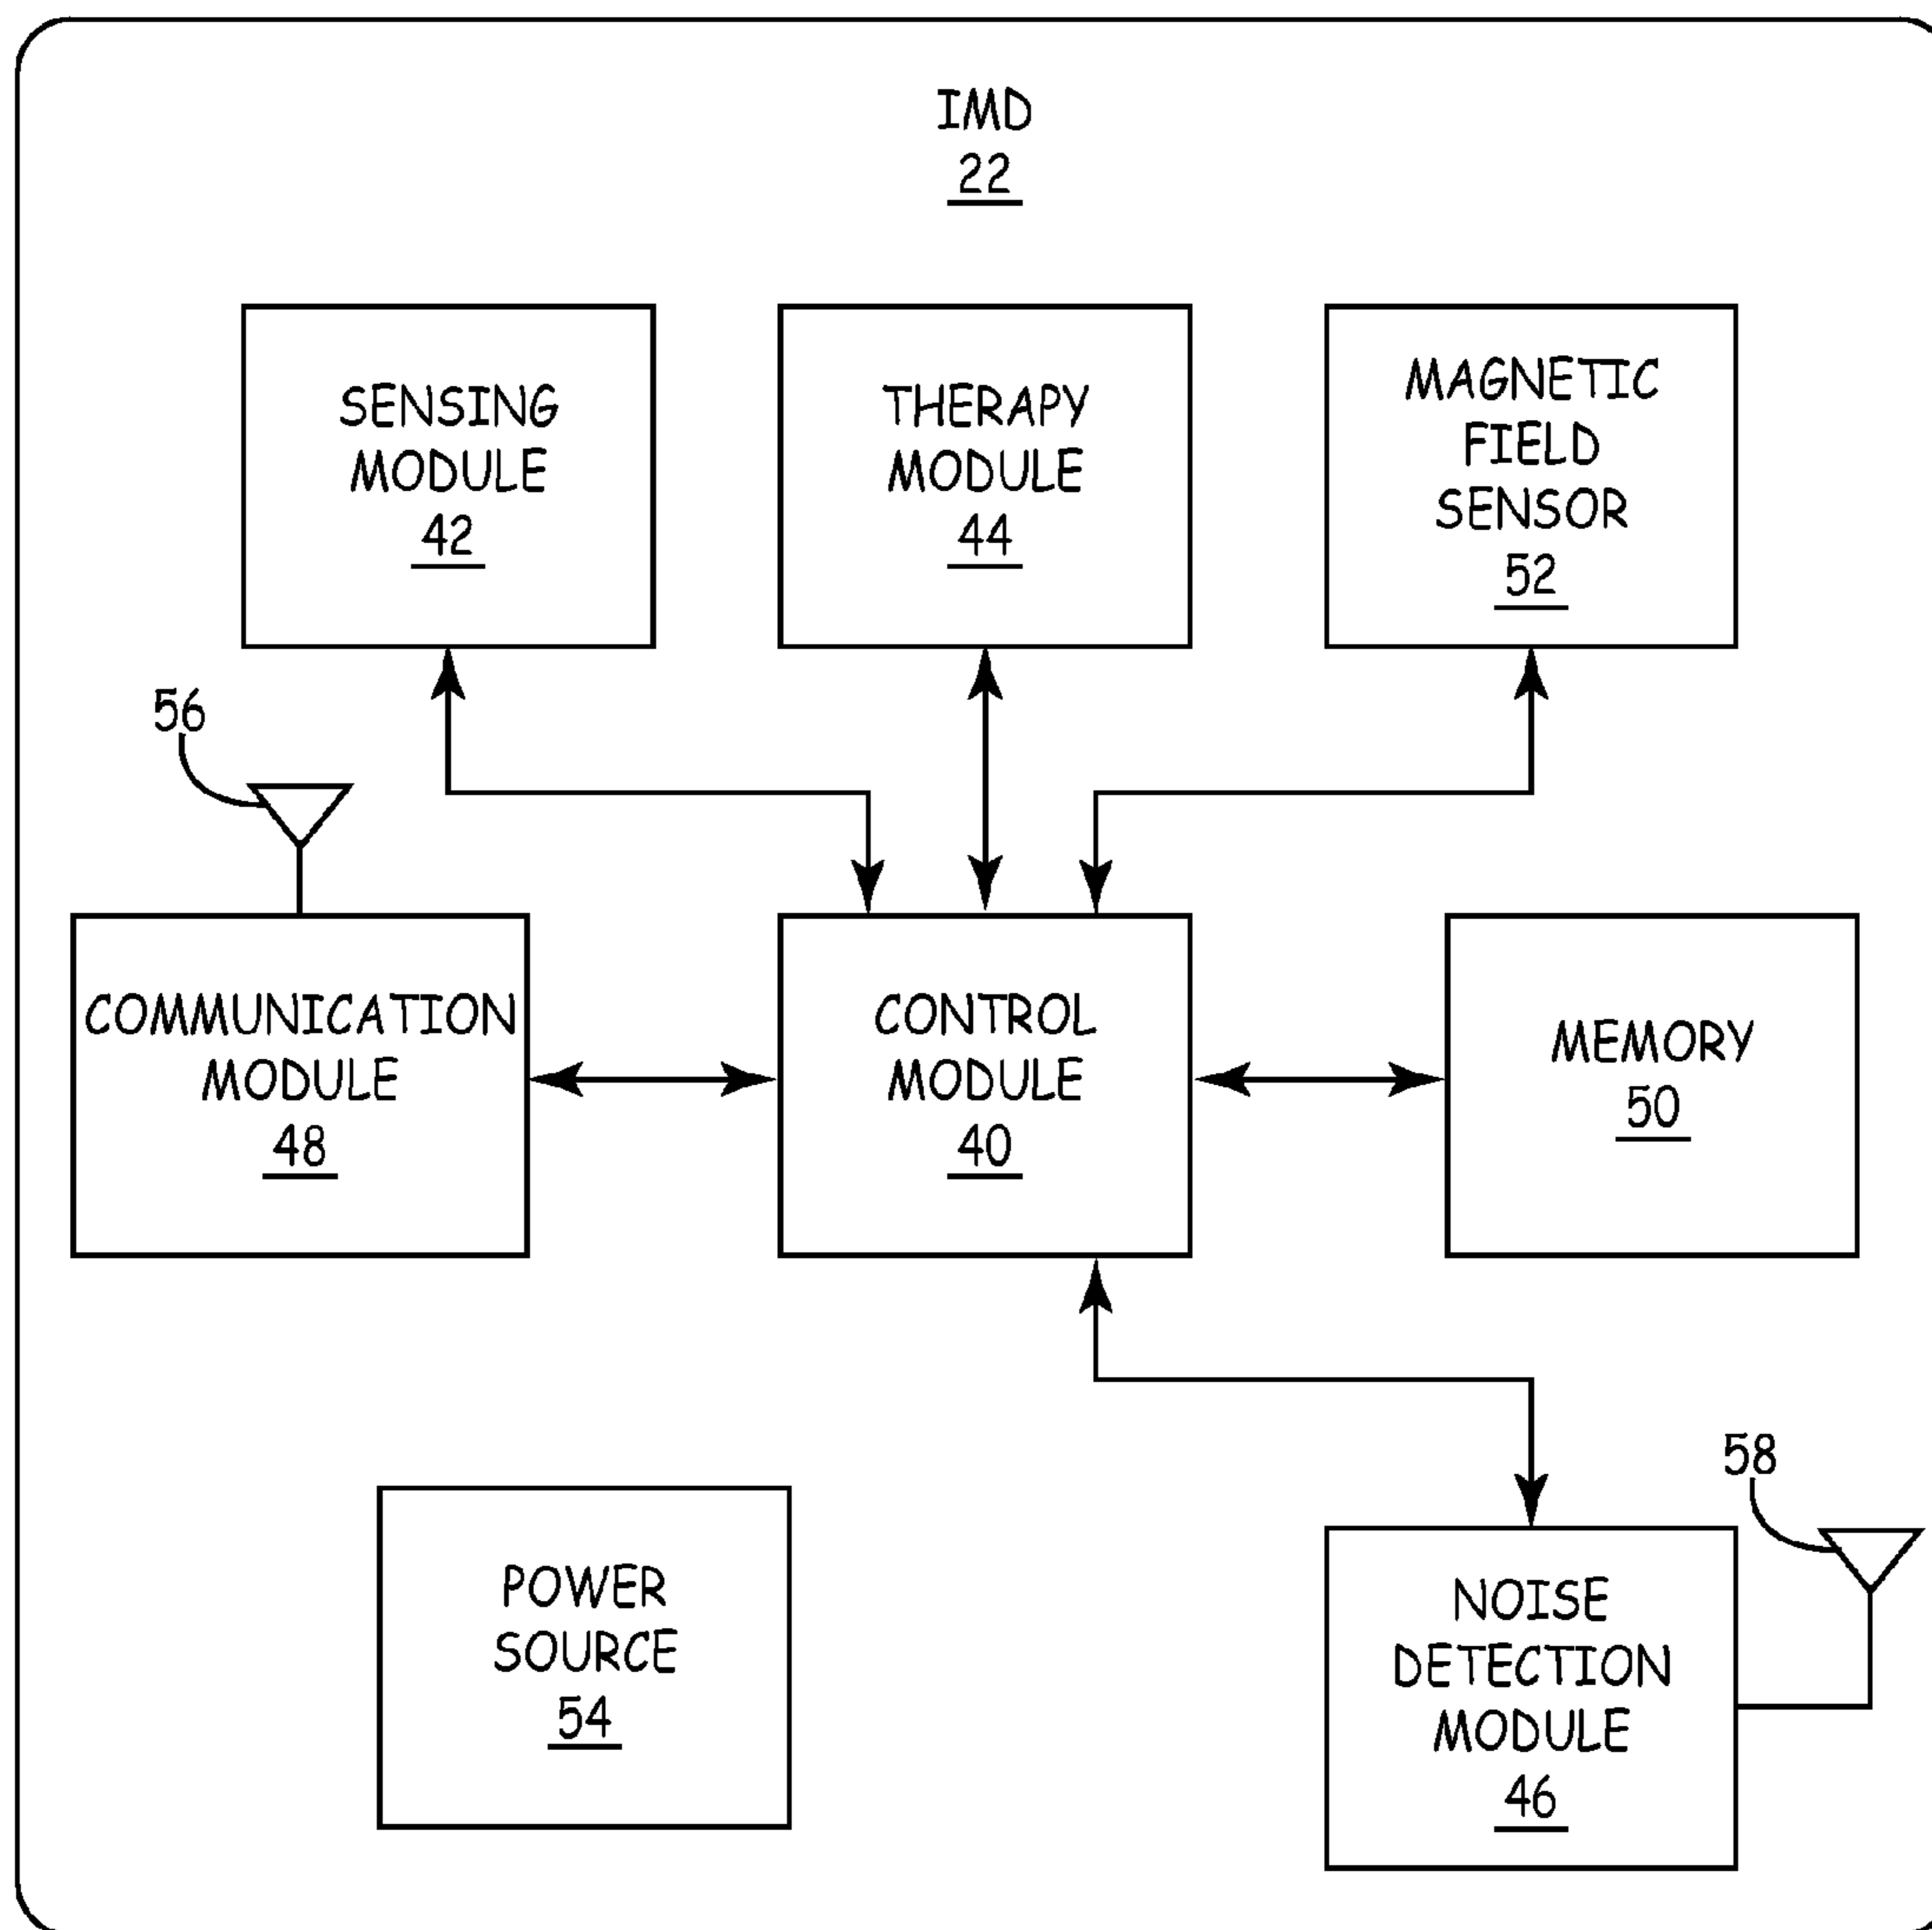 IMD
22
SENSING
MODULE
42
THERAPY
MODULE
44
MAGNETIC
FIELD
SENSOR
52
56
COMMUNICATION
MODULE
48
CONTROL
MODULE
40
MEMORY
50
POWER
SOURCE
54
58
NOISE
DETECTION
MODULE
46